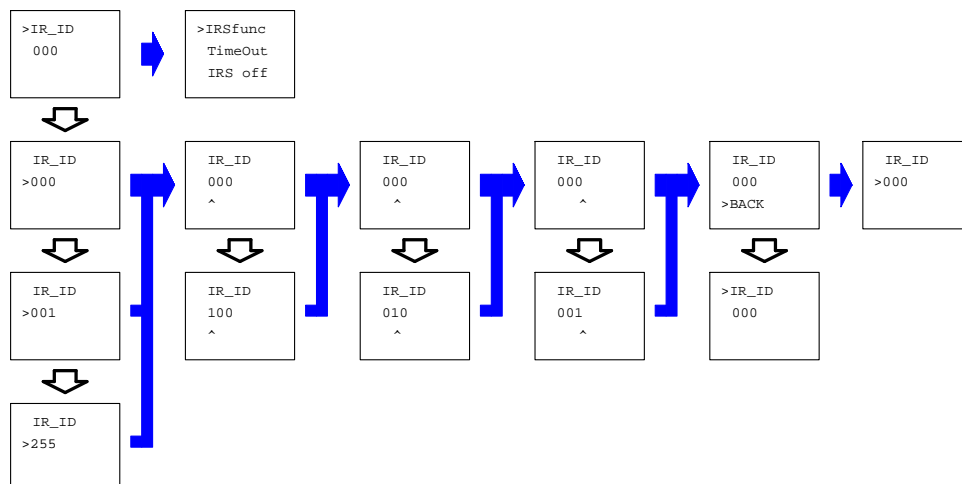 >IR_ID
000
>IRSfunc
TimeOut
IRS off
IR_ID
>000
IR_ID
000
^
IR_ID
000
^
IR_ID
000
^
IR_ID
000
>BACK
IR_ID
>000
IR_ID
>001
IR_ID
100
^
IR_ID
010
^
IR_ID
001
^
>IR_ID
000
IR_ID
>255